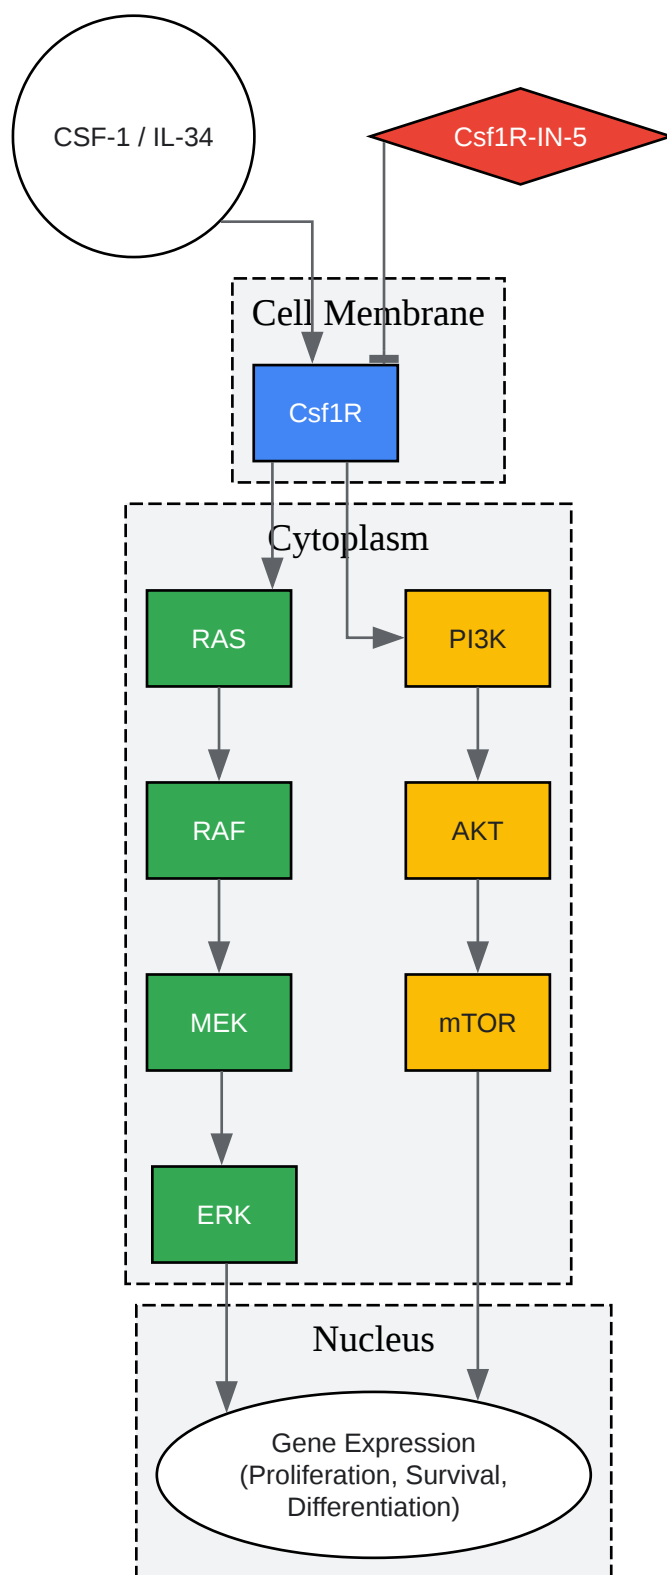 CSF-1 / IL-34
Csf1R-IN-5
Cell Membrane
Csf1R
Cytoplasm
RAS
PI3K
RAF
AKT
MEK
mTOR
ERK
Nucleus
Gene Expression
(Proliferation, Survival,
Differentiation)